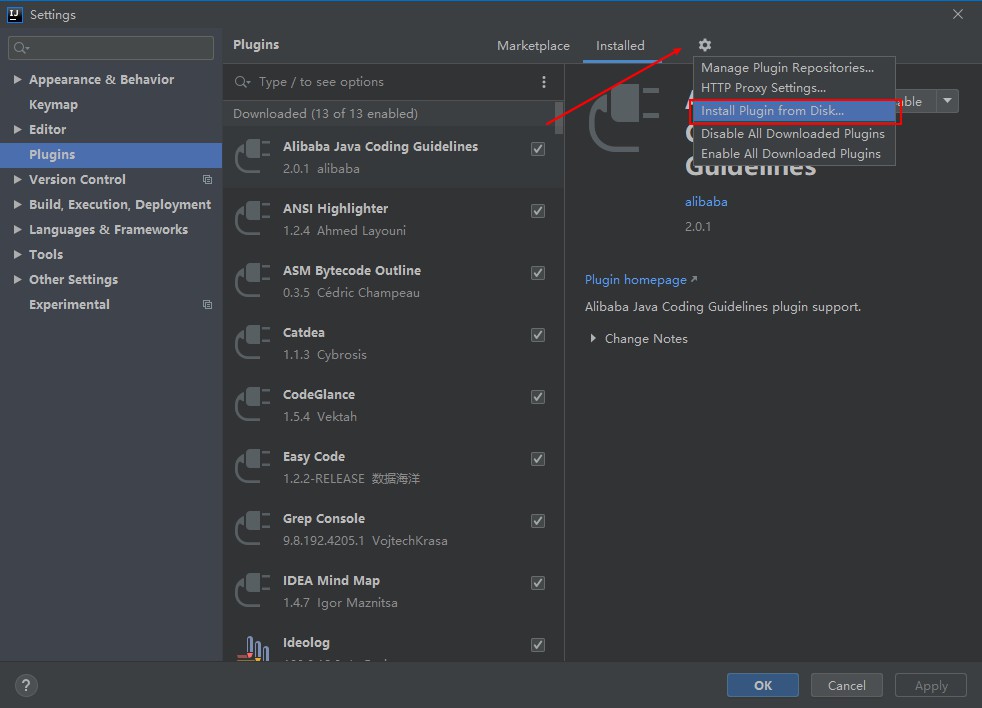 IJ
Settings
Appearance & Behavior
Keymap
Editor
Plugins
Version Control
Build, Execution, Deployment
Languages & Frameworks
Tools
Other Settings
Experimental
Plugins
Marketplace
Installed
Type / to see options
Downloaded (13 of 13 enabled)
Alibaba Java Coding Guidelines
2.0.1 alibaba
ANSI Highlighter
1.2.4 Ahmed Layouni
ASM Bytecode Outline
0.3.5 Cédric Champeau
Catdea
1.1.3 Cybrosis
CodeGlance
1.5.4 Vektah
Easy Code
1.2.2-RELEASE 数据海洋
Grep Console
9.8.192.4205.1 VojtechKrasa
IDEA Mind Map
1.4.7 Igor Maznitsa
Ideolog
Manage Plugin Repositories...
HTTP Proxy Settings...
Install Plugin from Disk...
Disable All Downloaded Plugins
Enable All Downloaded Plugins
Guidelines
alibaba
2.0.1
Plugin homepage
Alibaba Java Coding Guidelines plugin support.
Change Notes
?
OK
Cancel
Apply